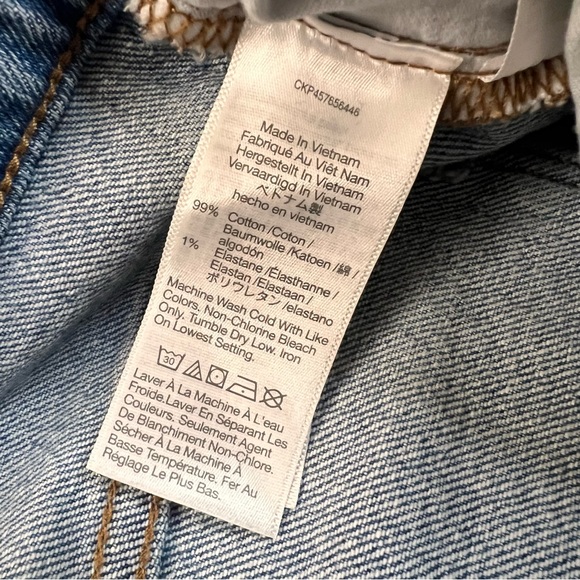 CKP457656446
Made In Vietnam
Fabriqué Au Viêt Nam
Hergestellt In Vietnam
Vervaardigd In Vietnam
ベトナム製
hecho en vietnam
99% Cotton /Coton /
Baumwolle /Katoen /綿 /
algodón
1% Elastane /Élasthanne /
Elastan /Elastaan /
ポリウレタン /elastano
Machine Wash Cold With Like
Colors. Non-Chlorine Bleach
Only. Tumble Dry Low. Iron
On Lowest Setting.
30
Laver À La Machine À L'eau
Froide.Laver En Séparant Les
Couleurs. Seulement Agent
De Blanchiment Non-Chlore.
Sécher À La Machine À
Basse Température. Fer Au
Réglage Le Plus Bas.